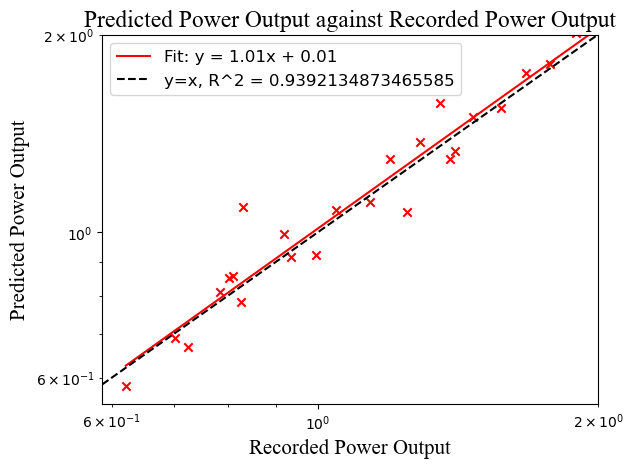 Predicted Power Output against Recorded Power Output
2 × 10⁰
Fit: y = 1.01x + 0.01
y=x, R^2 = 0.9392134873465585
Predicted Power Output
10⁰
6 × 10⁻¹
6 × 10⁻¹
10⁰
2 × 10⁰
Recorded Power Output